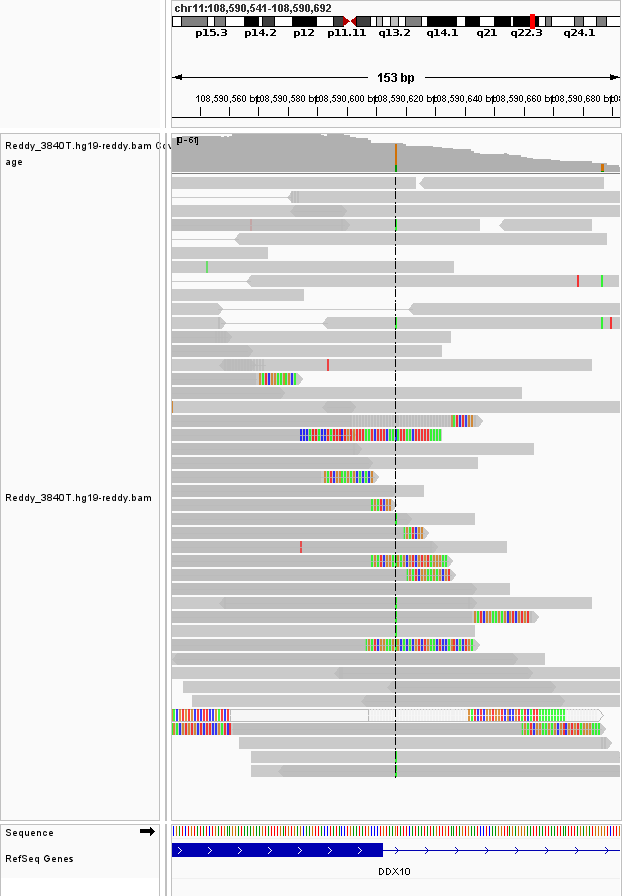 chr11:108,590,541-108,590,692
p15.3 p14.2 p12 p11.11 q13.2 q14.1 q21 q22.3 q24.1
153 bp
108,590,560 bp 108,590,580 bp 108,590,600 bp 108,590,620 bp 108,590,640 bp 108,590,660 bp 108,590,680 bp
Reddy_3840T.hg19-reddy.bam Cov
age
[0-61]
Reddy_3840T.hg19-reddy.bam
Sequence
RefSeq Genes
DDX10